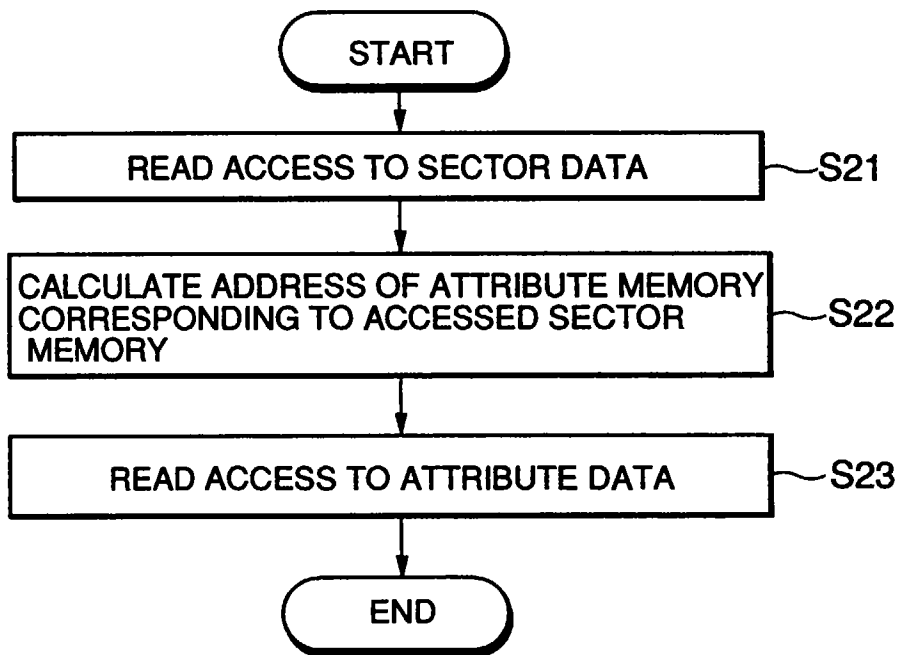 START
READ ACCESS TO SECTOR DATA
S21
CALCULATE ADDRESS OF ATTRIBUTE MEMORY
CORRESPONDING TO ACCESSED SECTOR
MEMORY
S22
READ ACCESS TO ATTRIBUTE DATA
S23
END